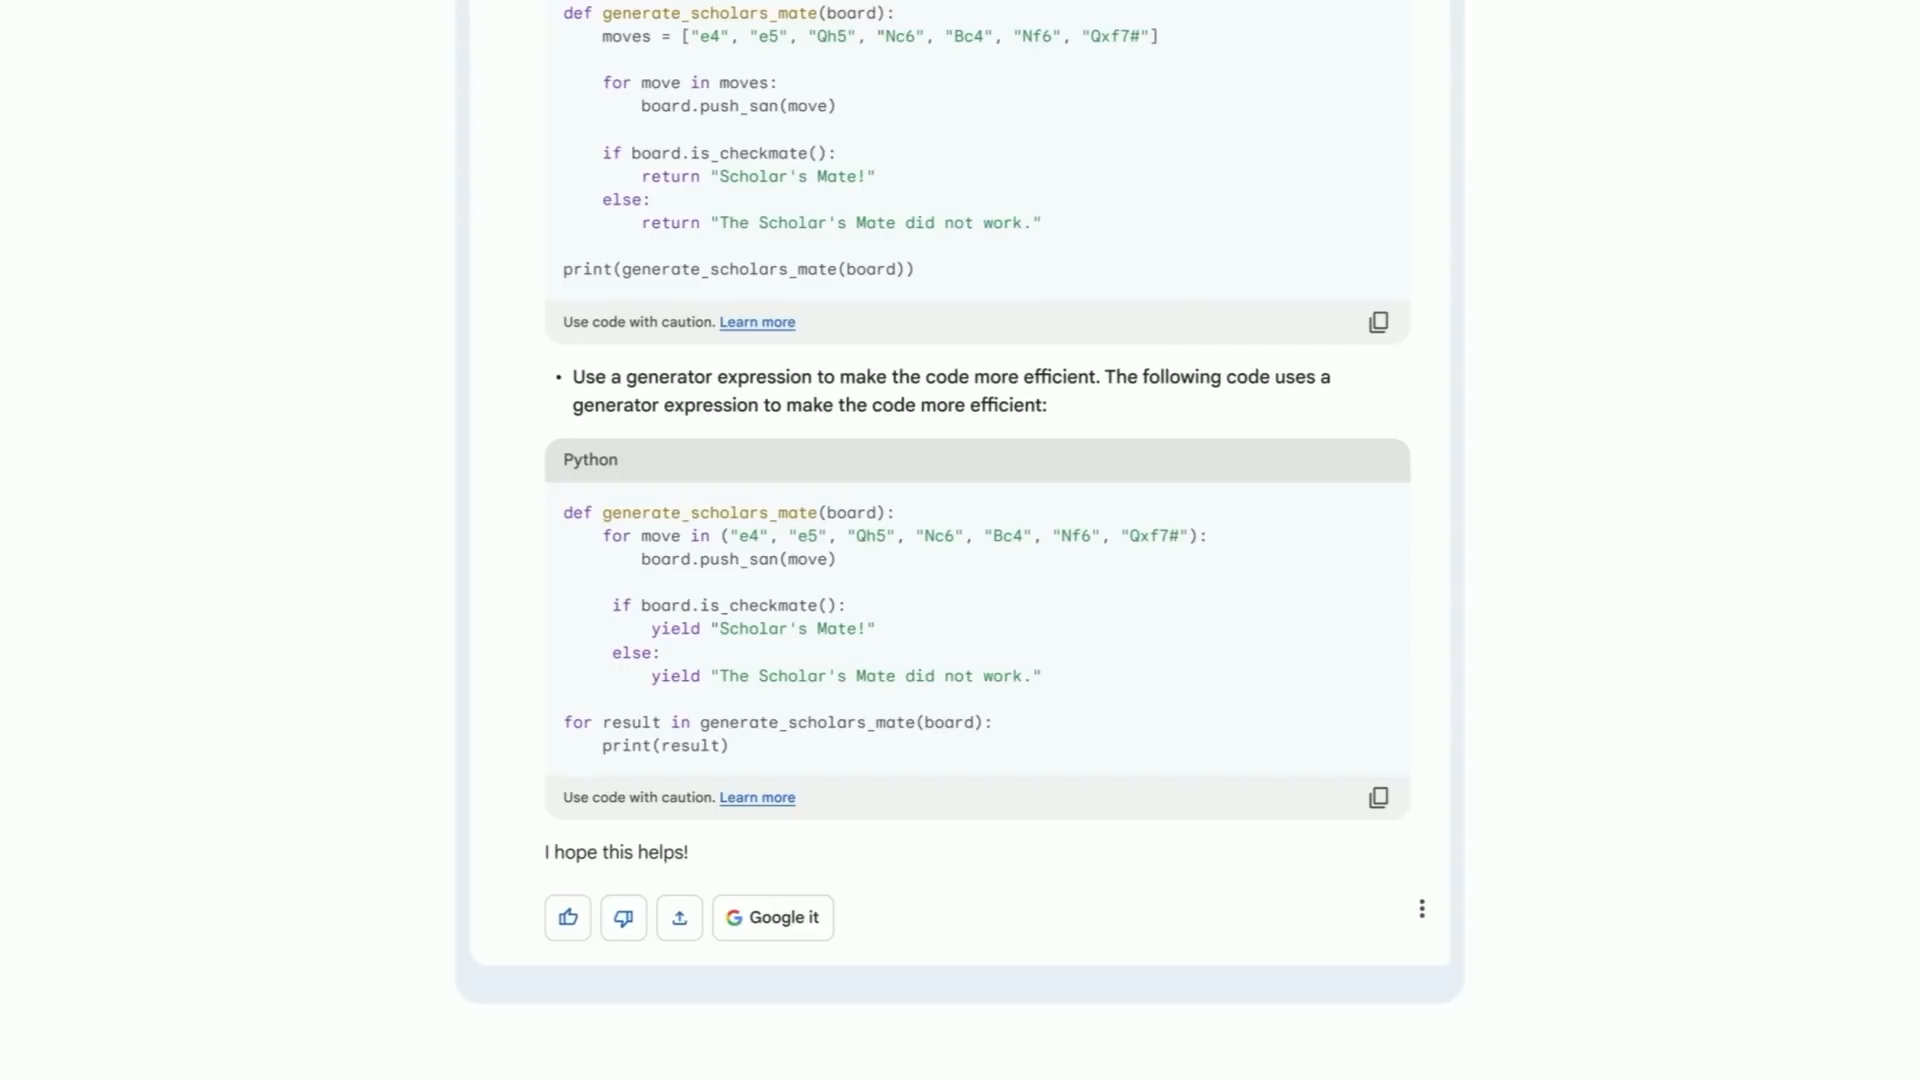 def generate_scholars_mate(board):
    moves = ["e4", "e5", "Qh5", "Nc6", "Bc4", "Nf6", "Qxf7#"]
    for move in moves:
        board.push_san(move)
    if board.is_checkmate():
        return "Scholar's Mate!"
    else:
        return "The Scholar's Mate did not work."
print(generate_scholars_mate(board))
Use code with caution. Learn more
• Use a generator expression to make the code more efficient. The following code uses a
generator expression to make the code more efficient:
Python
def generate_scholars_mate(board):
    for move in ("e4", "e5", "Qh5", "Nc6", "Bc4", "Nf6", "Qxf7#"):
        board.push_san(move)
     if board.is_checkmate():
         yield "Scholar's Mate!"
     else:
         yield "The Scholar's Mate did not work."
for result in generate_scholars_mate(board):
    print(result)
Use code with caution. Learn more
I hope this helps!
Google it